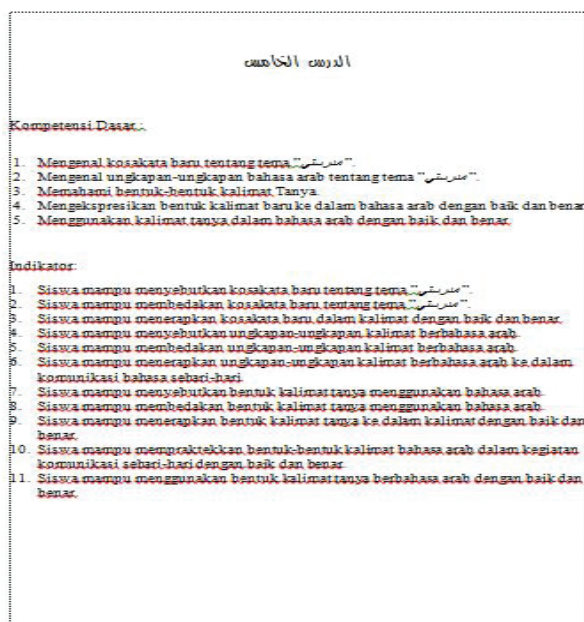 الدرس الخامس
Kompetensi Dasar :
1. Mengenal kosakata baru tentang tema "مدرستي".
2. Mengenal ungkapan-ungkapan bahasa arab tentang tema "مدرستي".
3. Memahami bentuk-bentuk kalimat Tanya.
4. Mengekspresikan bentuk kalimat baru ke dalam bahasa arab dengan baik dan benar
5. Menggunakan kalimat tanya dalam bahasa arab dengan baik dan benar.
Indikator:
1. Siswa mampu menyebutkan kosakata baru tentang tema "مدرستي".
2. Siswa mampu membedakan kosakata baru tentang tema "مدرستي".
3. Siswa mampu menerapkan kosakata baru dalam kalimat dengan baik dan benar.
4. Siswa mampu menyebutkan ungkapan-ungkapan kalimat berbahasa arab.
5. Siswa mampu membedakan ungkapan-ungkapan kalimat berbahasa arab.
6. Siswa mampu menerapkan ungkapan-ungkapan kalimat berbahasa arab ke dalam
komunikasi bahasa sehari-hari.
7. Siswa mampu menyebutkan bentuk kalimat tanya menggunakan bahasa arab.
8. Siswa mampu membedakan bentuk kalimat tanya menggunakan bahasa arab.
9. Siswa mampu menerapkan bentuk kalimat tanya ke dalam kalimat dengan baik dan
benar.
10. Siswa mampu mempraktekkan bentuk-bentuk kalimat bahasa arab dalam kegiatan
komunikasi sehari-hari dengan baik dan benar.
11. Siswa mampu menggunakan bentuk kalimat tanya berbahasa arab dengan baik dan
benar.